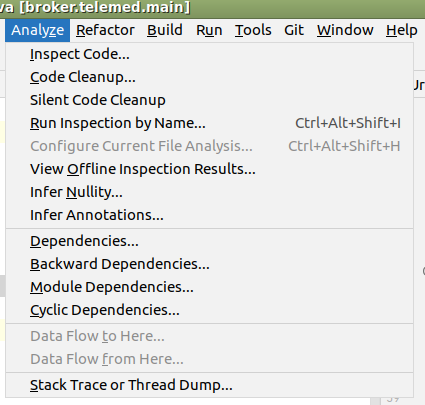 va [broker.telemed.main]
Analyze Refactor Build Run Tools Git Window Help
Inspect Code...
Code Cleanup...
Silent Code Cleanup
Run Inspection by Name... Ctrl+Alt+Shift+I
Configure Current File Analysis... Ctrl+Alt+Shift+H
View Offline Inspection Results...
Infer Nullity...
Infer Annotations...
Dependencies...
Backward Dependencies...
Module Dependencies...
Cyclic Dependencies...
Data Flow to Here...
Data Flow from Here...
Stack Trace or Thread Dump...